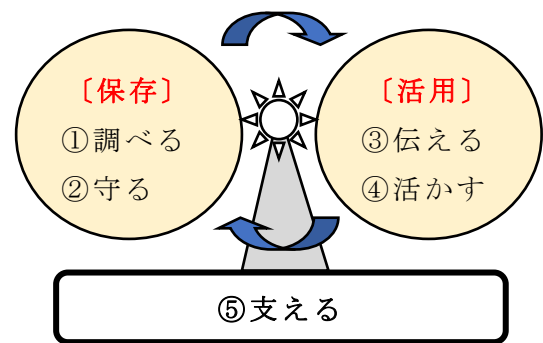 〔保存〕
①調べる
②守る
〔活用〕
③伝える
④活かす
⑤支える